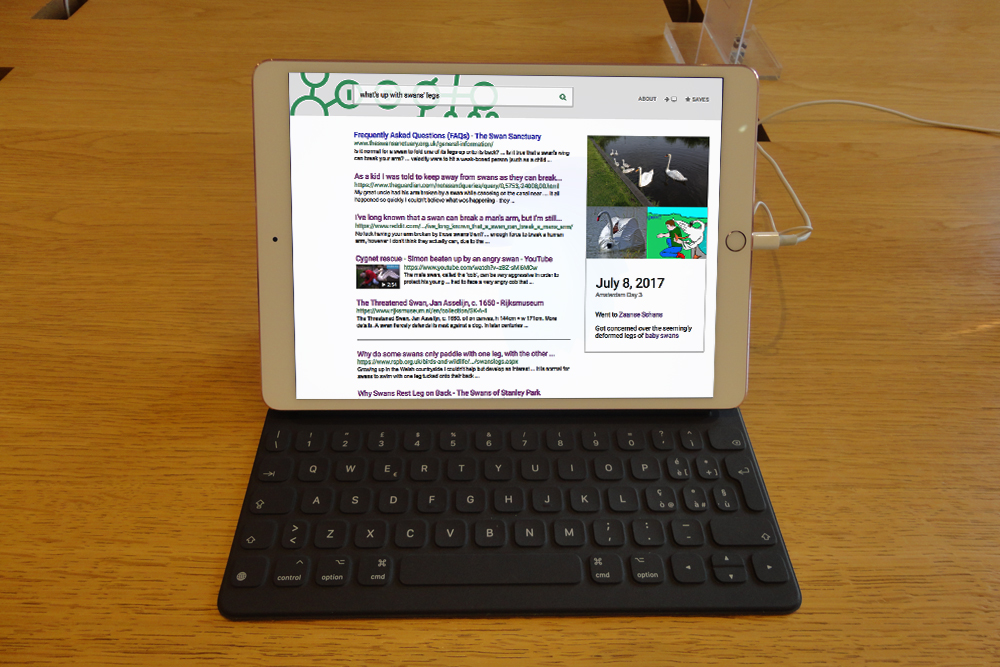 what's up with swans' legs
ABOUT
SAVES
Frequently Asked Questions (FAQs) - The Swan Sanctuary
www.theswansanctuary.org.uk/general-information/
Is it normal for a swan to fold one of its legs up onto its back? ... Is it true that a swan's wing
can break your arm? ... velocity were to hit a weak-boned person (such as a child ...
As a kid I was told to keep away from swans as they can break...
https://www.theguardian.com/notesandqueries/query/0,5753,-24008,00.html
My great uncle had his arm broken by a swan while canoeing on the canal near ... It all
happened so quickly I couldn't believe what was happening - they ...
I've long known that a swan can break a man's arm, but I'm still...
https://www.reddit.com/.../we_long_known_that_a_swan_can_break_a_mans_arm/
No luck having your arm broken by those swans then? ... enough force to break a human
arm, however I don't think they actually can, due to the ...
Cygnet rescue - Simon beaten up by an angry swan - YouTube
The male swan, called the 'cob', can be very aggressive in order to
protect his young ... had to face a very angry cob that ...
2:54
The Threatened Swan, Jan Asselijn, c. 1650 - Rijksmuseum
https://www.rijksmuseum.nl/en/collection/SK-A-4
The Threatened Swan, Jan Asselijn, c. 1650. oil on canvas, h 144cm × w 171cm. More
details. A swan fiercely defends its nest against a dog. In later centuries ...
Why do some swans only paddle with one leg, with the other ...
https://www.rspb.org.uk/birds-and-wildlife/.../swanslegs.aspx
Growing up in the Welsh countryside I couldn't help but develop an interest ... It is normal for
swans to swim with one leg tucked onto their back ...
Why Swans Rest Leg on Back - The Swans of Stanley Park
July 8, 2017
Amsterdam Day 3
Went to Zaanse Schans
Got concerned over the seemingly
deformed legs of baby swans
| ! " £ $ % & / ( ) = ? ^
\ 1 2 3 4 5 6 7 8 9 0 ' ì
Q W E € R T Y U I O P é è [ * + ]
A S D F G H J K L ç ò @ ° à # § ù
> < Z X C V B N M ; , : . _ -
control option cmd cmd option